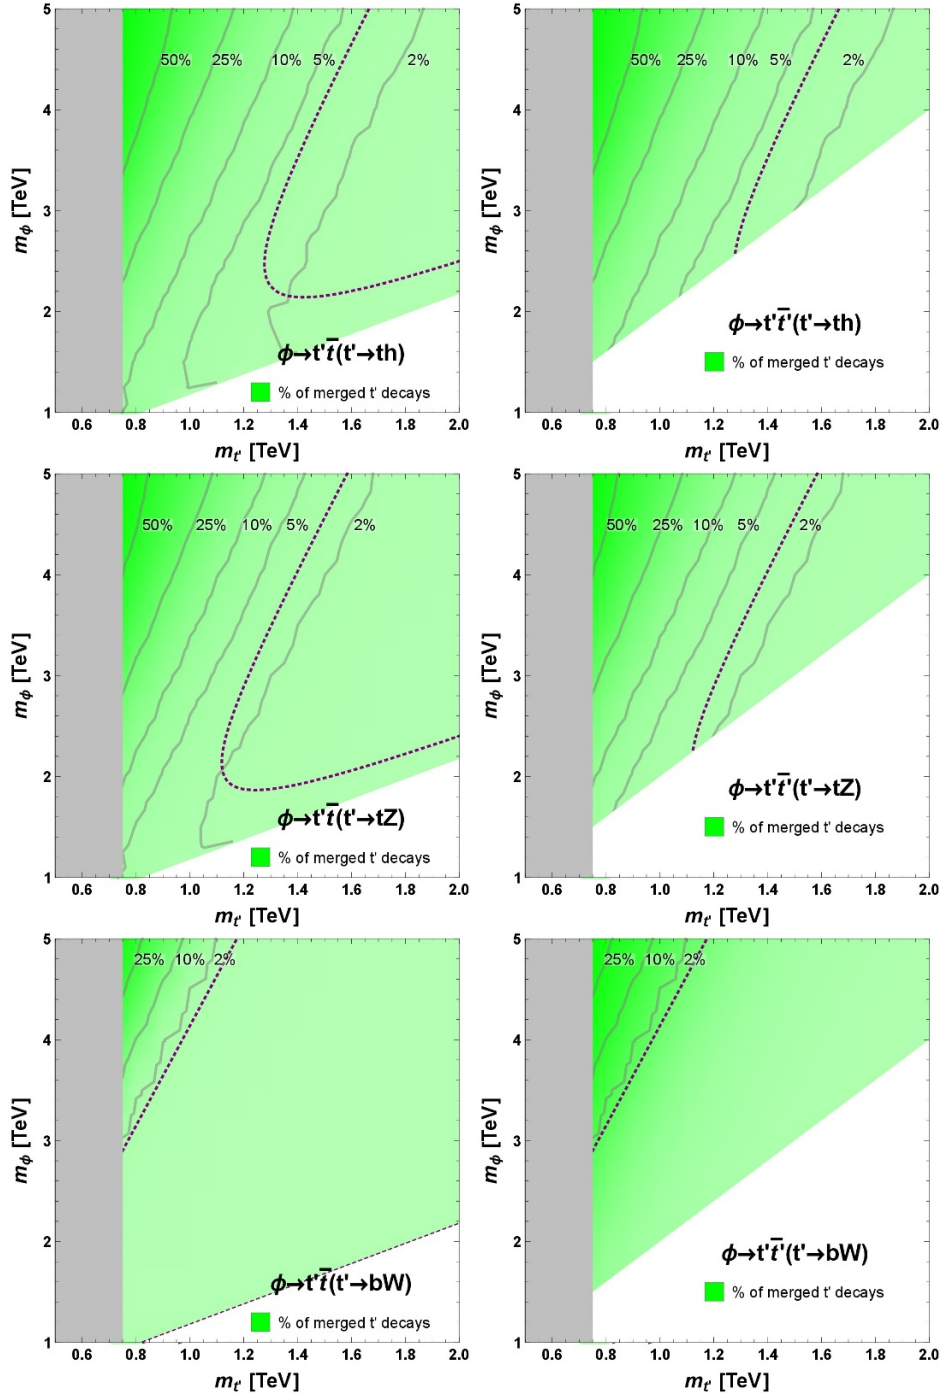 5
4
3
2
1
m_ϕ [TeV]
50% 25% 10% 5% 2%
ϕ→t't̄(t'→th)
% of merged t' decays
0.6 0.8 1.0 1.2 1.4 1.6 1.8 2.0
m_t' [TeV]
5
4
3
2
1
m_ϕ [TeV]
50% 25% 10% 5% 2%
ϕ→t't̄'(t'→th)
% of merged t' decays
0.6 0.8 1.0 1.2 1.4 1.6 1.8 2.0
m_t' [TeV]
5
4
3
2
1
m_ϕ [TeV]
50% 25% 10% 5% 2%
ϕ→t't̄(t'→tZ)
% of merged t' decays
0.6 0.8 1.0 1.2 1.4 1.6 1.8 2.0
m_t' [TeV]
5
4
3
2
1
m_ϕ [TeV]
50% 25% 10% 5% 2%
ϕ→t't̄'(t'→tZ)
% of merged t' decays
0.6 0.8 1.0 1.2 1.4 1.6 1.8 2.0
m_t' [TeV]
5
4
3
2
1
m_ϕ [TeV]
25% 10% 2%
ϕ→t't̄(t'→bW)
% of merged t' decays
0.6 0.8 1.0 1.2 1.4 1.6 1.8 2.0
m_t' [TeV]
5
4
3
2
1
m_ϕ [TeV]
25% 10% 2%
ϕ→t't̄'(t'→bW)
% of merged t' decays
0.6 0.8 1.0 1.2 1.4 1.6 1.8 2.0
m_t' [TeV]